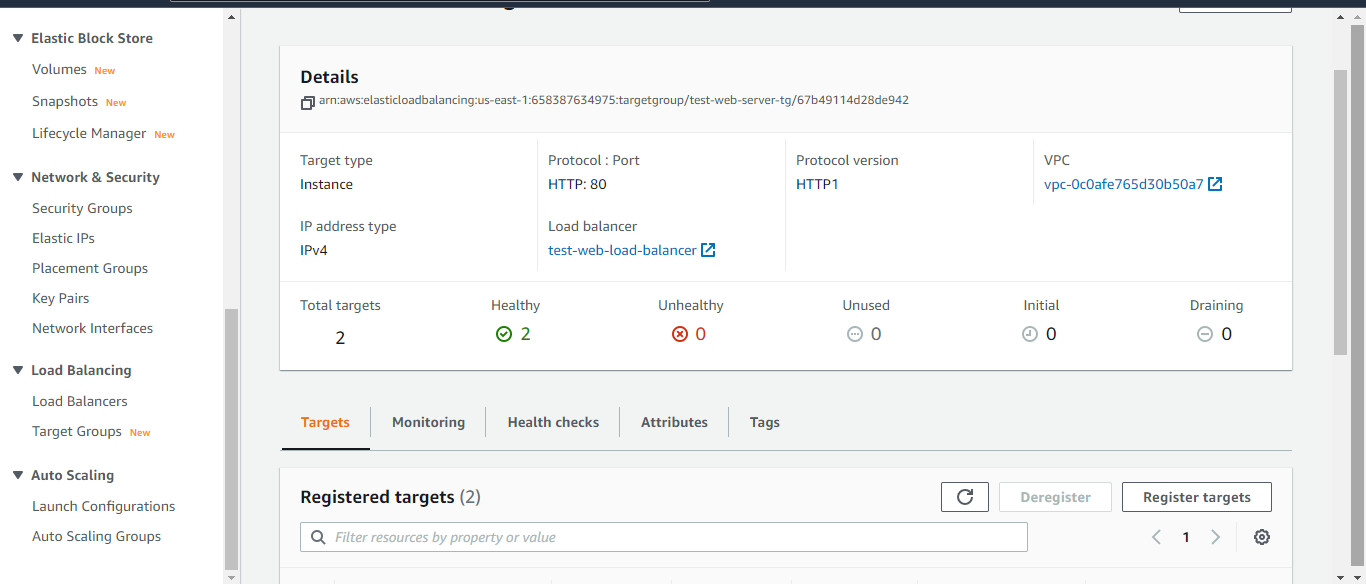 Elastic Block Store
Volumes New
Snapshots New
Lifecycle Manager New
Network & Security
Security Groups
Elastic IPs
Placement Groups
Key Pairs
Network Interfaces
Load Balancing
Load Balancers
Target Groups New
Auto Scaling
Launch Configurations
Auto Scaling Groups
Details
arn:aws:elasticloadbalancing:us-east-1:658387634975:targetgroup/test-web-server-tg/67b49114d28de942
Target type
Instance
Protocol : Port
HTTP: 80
Protocol version
HTTP1
VPC
vpc-0c0afe765d30b50a7
IP address type
IPv4
Load balancer
test-web-load-balancer
Total targets
2
Healthy
2
Unhealthy
0
Unused
0
Initial
0
Draining
0
Targets
Monitoring
Health checks
Attributes
Tags
Registered targets (2)
Deregister
Register targets
Filter resources by property or value
1